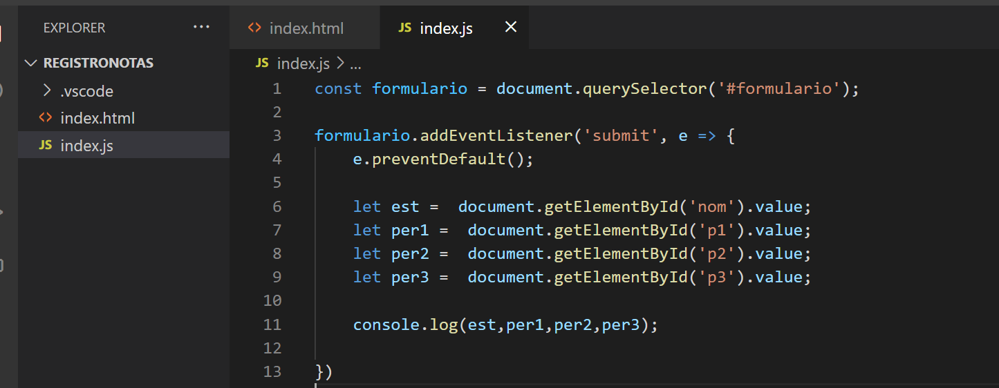 EXPLORER ...
REGISTRONOTAS
.vscode
<> index.html
JS index.js
<> index.html JS index.js ×
JS index.js > ...
1 const formulario = document.querySelector('#formulario');
2
3 formulario.addEventListener('submit', e => {
4     e.preventDefault();
5
6     let est =  document.getElementById('nom').value;
7     let per1 =  document.getElementById('p1').value;
8     let per2 =  document.getElementById('p2').value;
9     let per3 =  document.getElementById('p3').value;
10
11     console.log(est,per1,per2,per3);
12
13 })